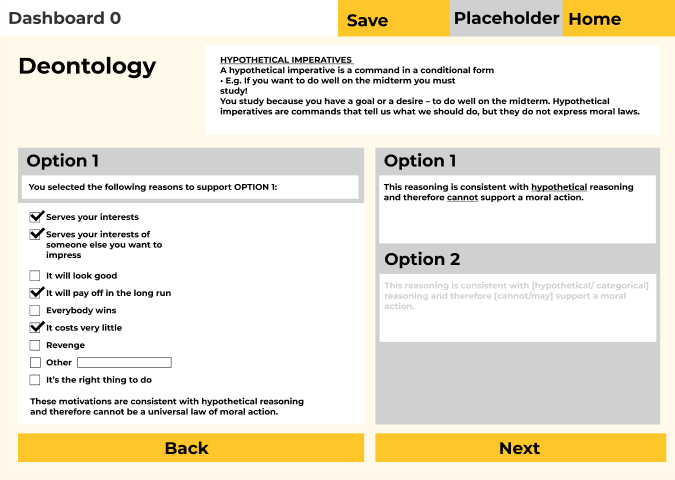 Dashboard 0
Save
Placeholder
Home
Deontology
HYPOTHETICAL IMPERATIVES
A hypothetical imperative is a command in a conditional form
• E.g. If you want to do well on the midterm you must
study!
You study because you have a goal or a desire – to do well on the midterm. Hypothetical
imperatives are commands that tell us what we should do, but they do not express moral laws.
Option 1
You selected the following reasons to support OPTION 1:
Serves your interests
Serves your interests of
someone else you want to
impress
It will look good
It will pay off in the long run
Everybody wins
It costs very little
Revenge
Other
It's the right thing to do
These motivations are consistent with hypothetical reasoning
and therefore cannot be a universal law of moral action.
Option 1
This reasoning is consistent with hypothetical reasoning
and therefore cannot support a moral action.
Option 2
This reasoning is consistent with [hypothetical/ categorical]
reasoning and therefore [cannot/may] support a moral
action.
Back
Next